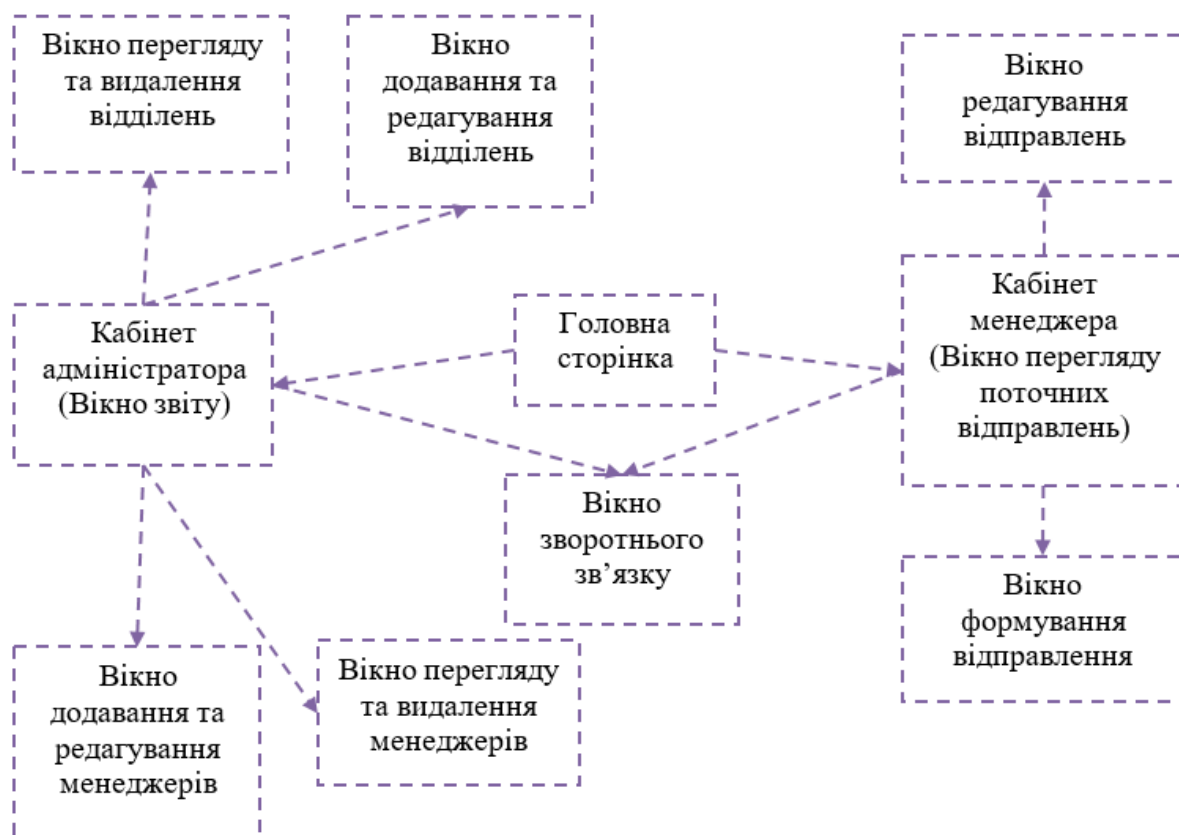 Вікно перегляду
та видалення
відділень
Вікно
додавання та
редагування
відділень
Вікно
редагування
відправлень
Кабінет
адміністратора
(Вікно звіту)
Головна
сторінка
Кабінет
менеджера
(Вікно перегляду
поточних
відправлень)
Вікно
зворотнього
зв’язку
Вікно
формування
відправлення
Вікно
додавання та
редагування
менеджерів
Вікно перегляду
та видалення
менеджерів